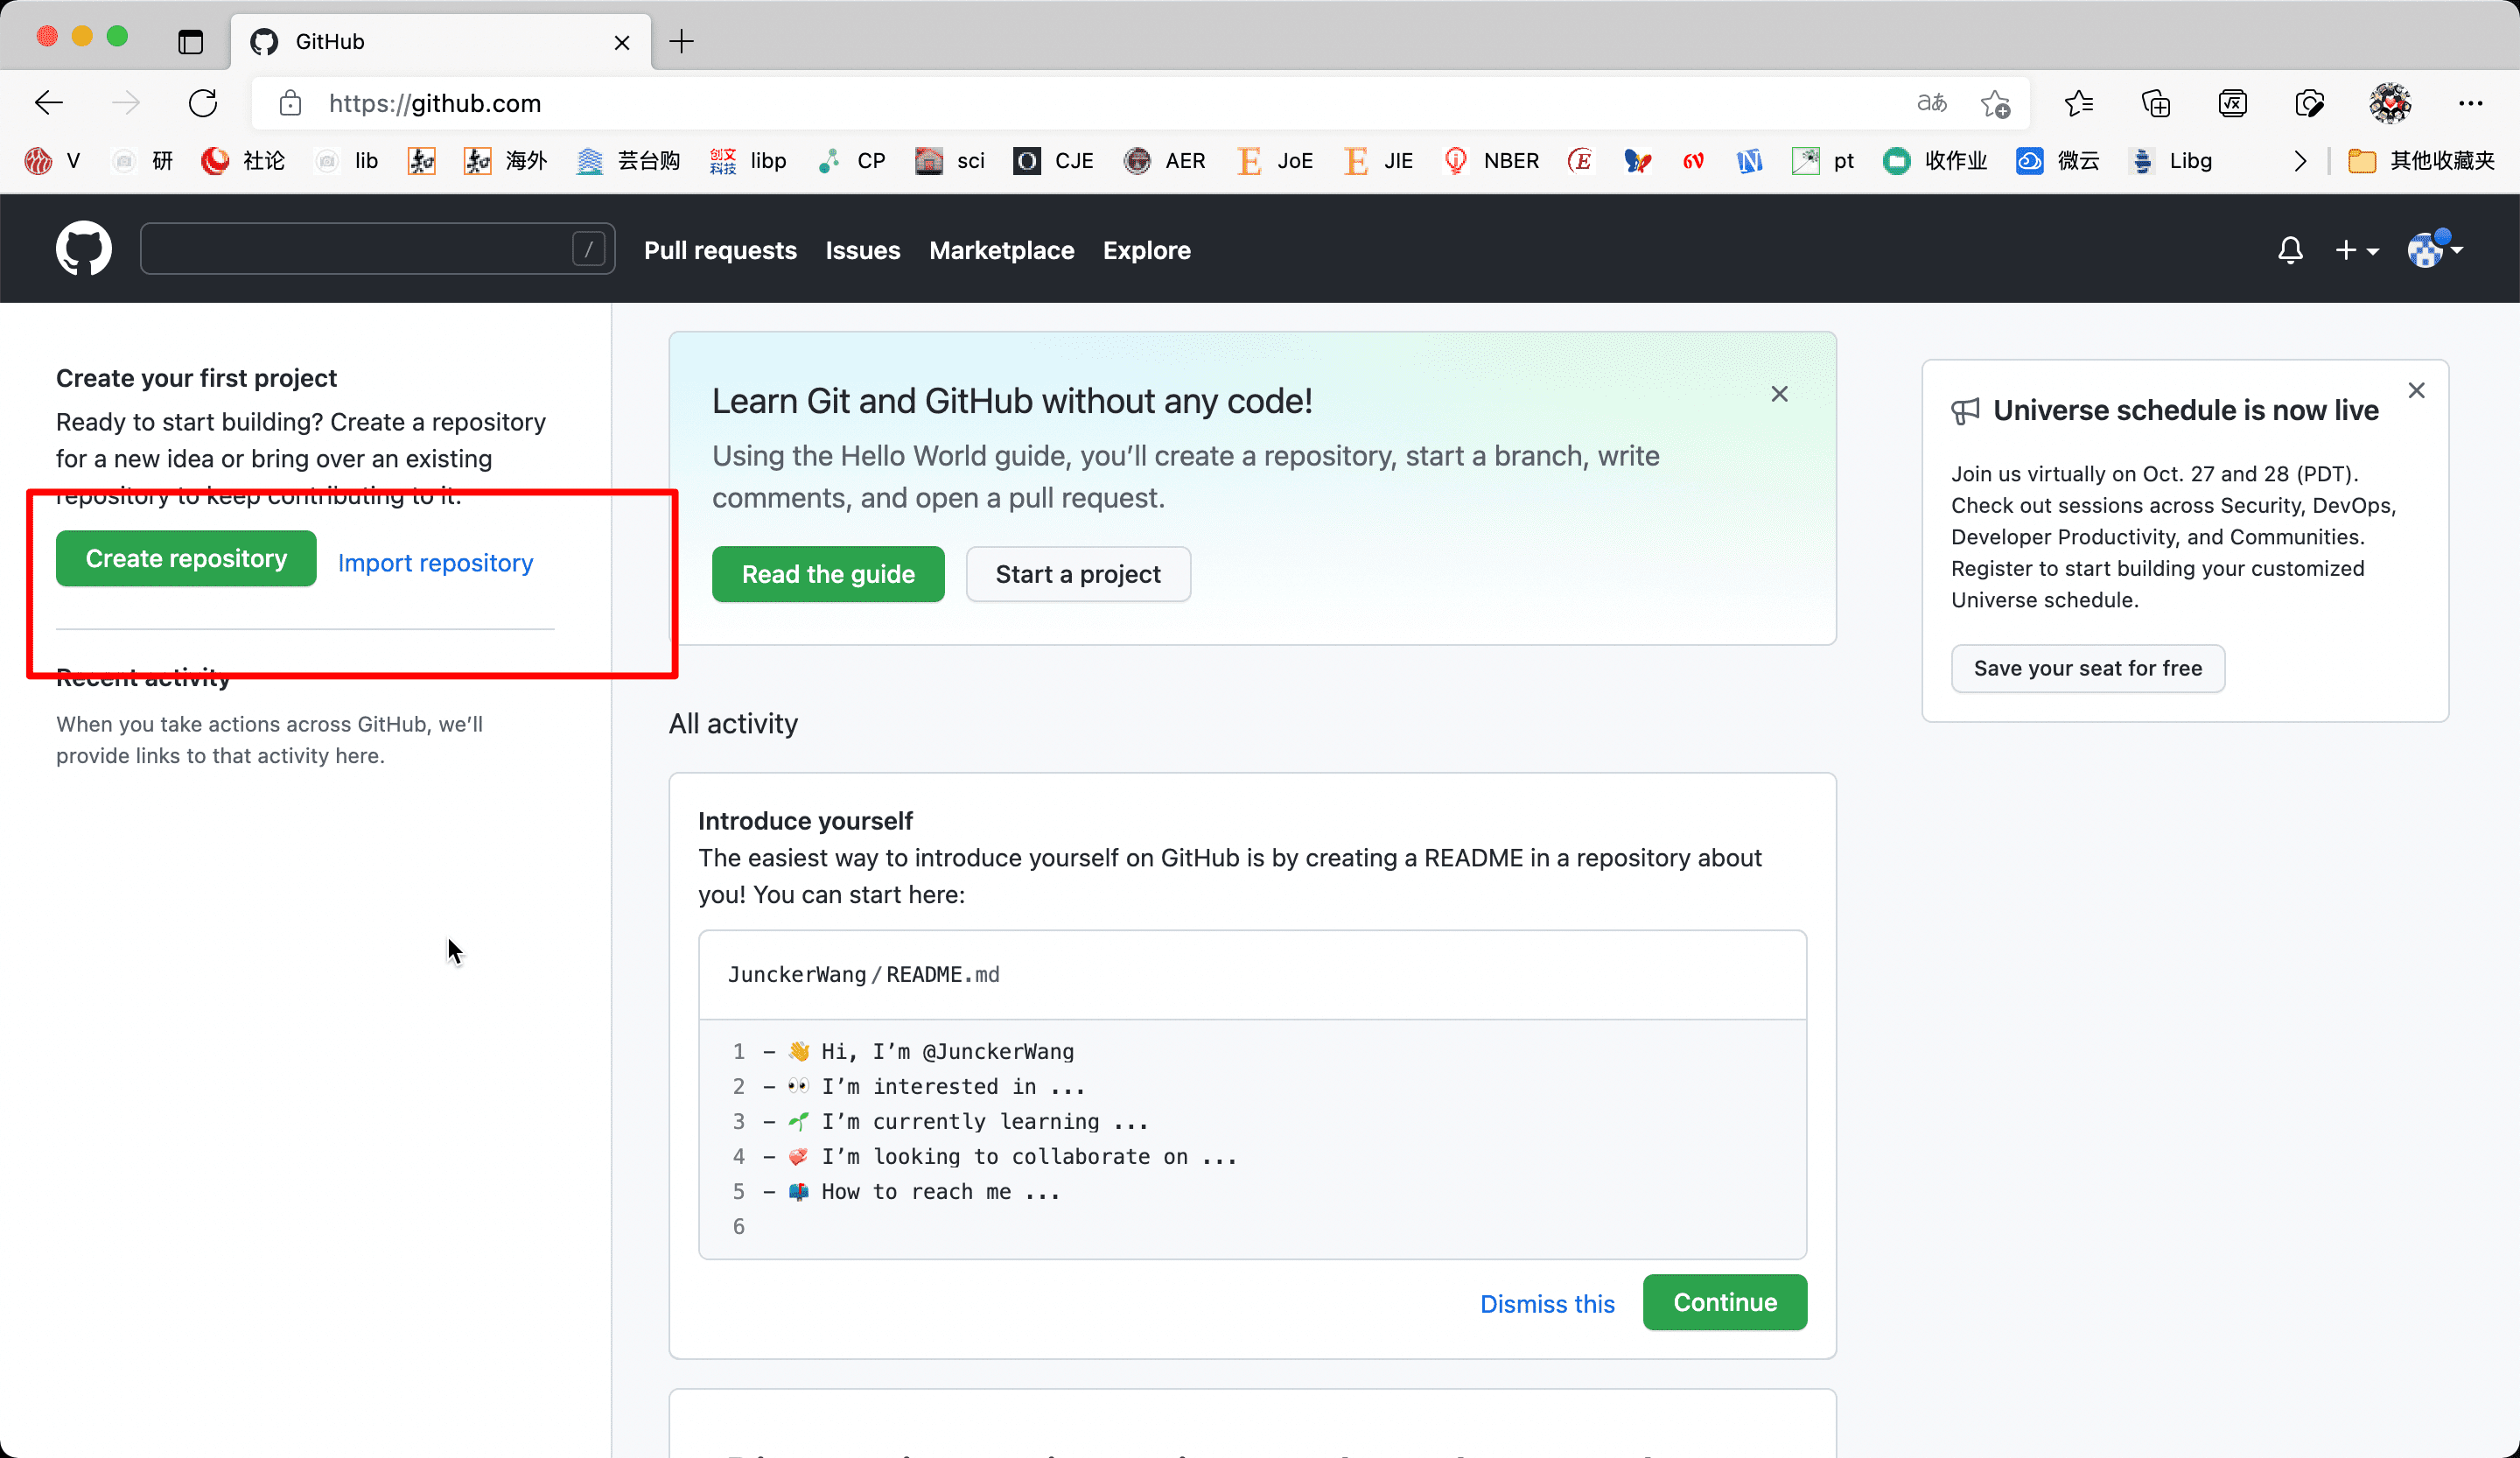 GitHub
https://github.com
aあ
V 研 社论 lib 海外 芸台购 创文科技 libp CP sci CJE AER JoE JIE NBER pt 收作业 微云 Libg 其他收藏夹
/ Pull requests Issues Marketplace Explore
Create your first project
Ready to start building? Create a repository
for a new idea or bring over an existing
repository to keep contributing to it.
Create repository Import repository
Recent activity
When you take actions across GitHub, we’ll
provide links to that activity here.
Learn Git and GitHub without any code!
Using the Hello World guide, you’ll create a repository, start a branch, write
comments, and open a pull request.
Read the guide Start a project
All activity
Introduce yourself
The easiest way to introduce yourself on GitHub is by creating a README in a repository about
you! You can start here:
JunckerWang/README.md
1 - 👋 Hi, I’m @JunckerWang
2 - 👀 I’m interested in ...
3 - 🌱 I’m currently learning ...
4 - 💞️ I’m looking to collaborate on ...
5 - 📫 How to reach me ...
6
Dismiss this Continue
Universe schedule is now live
Join us virtually on Oct. 27 and 28 (PDT).
Check out sessions across Security, DevOps,
Developer Productivity, and Communities.
Register to start building your customized
Universe schedule.
Save your seat for free